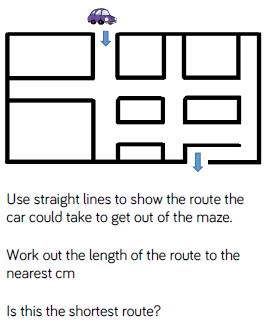 Use straight lines to show the route the
car could take to get out of the maze.
Work out the length of the route to the
nearest cm
Is this the shortest route?